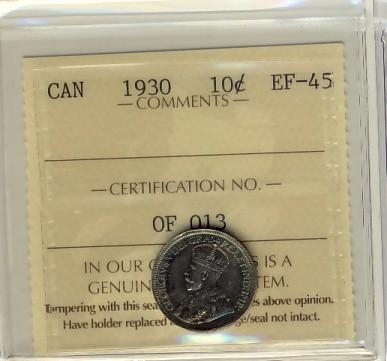 CAN 1930 10¢ EF-45
— COMMENTS —
— CERTIFICATION NO. —
OF 013
IN OUR IS A
GENUIN TEM.
Tampering with this sea s above opinion.
Have holder replaced ge/seal not intact.